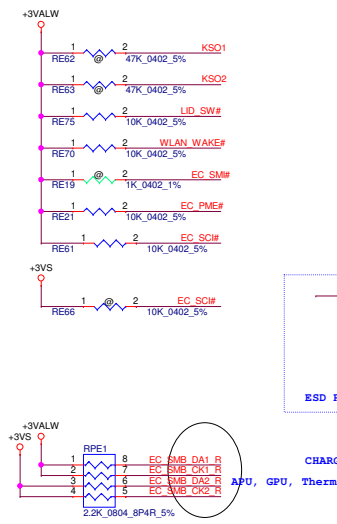 +3VALW
1 2 KSO1
@
RE62 47K_0402_5%
1 2 KSO2
@
RE63 47K_0402_5%
1 2 LID_SW#
RE75 10K_0402_5%
1 2 WLAN_WAKE#
RE70 10K_0402_5%
1 @ 2 EC_SMI#
RE19 1K_0402_1%
1 2 EC_PME#
RE21 10K_0402_5%
1 2 EC_SCI#
RE61 10K_0402_5%
+3VS
1 @ 2 EC_SCI#
RE66 10K_0402_5%
ESD
+3VALW
+3VS
RPE1
1 8 EC_SMB_DA1_R
2 7 EC_SMB_CK1_R
3 6 EC_SMB_DA2_R
4 5 EC_SMB_CK2_R
2.2K_0804_8P4R_5%
CHARG
APU, GPU, Therm